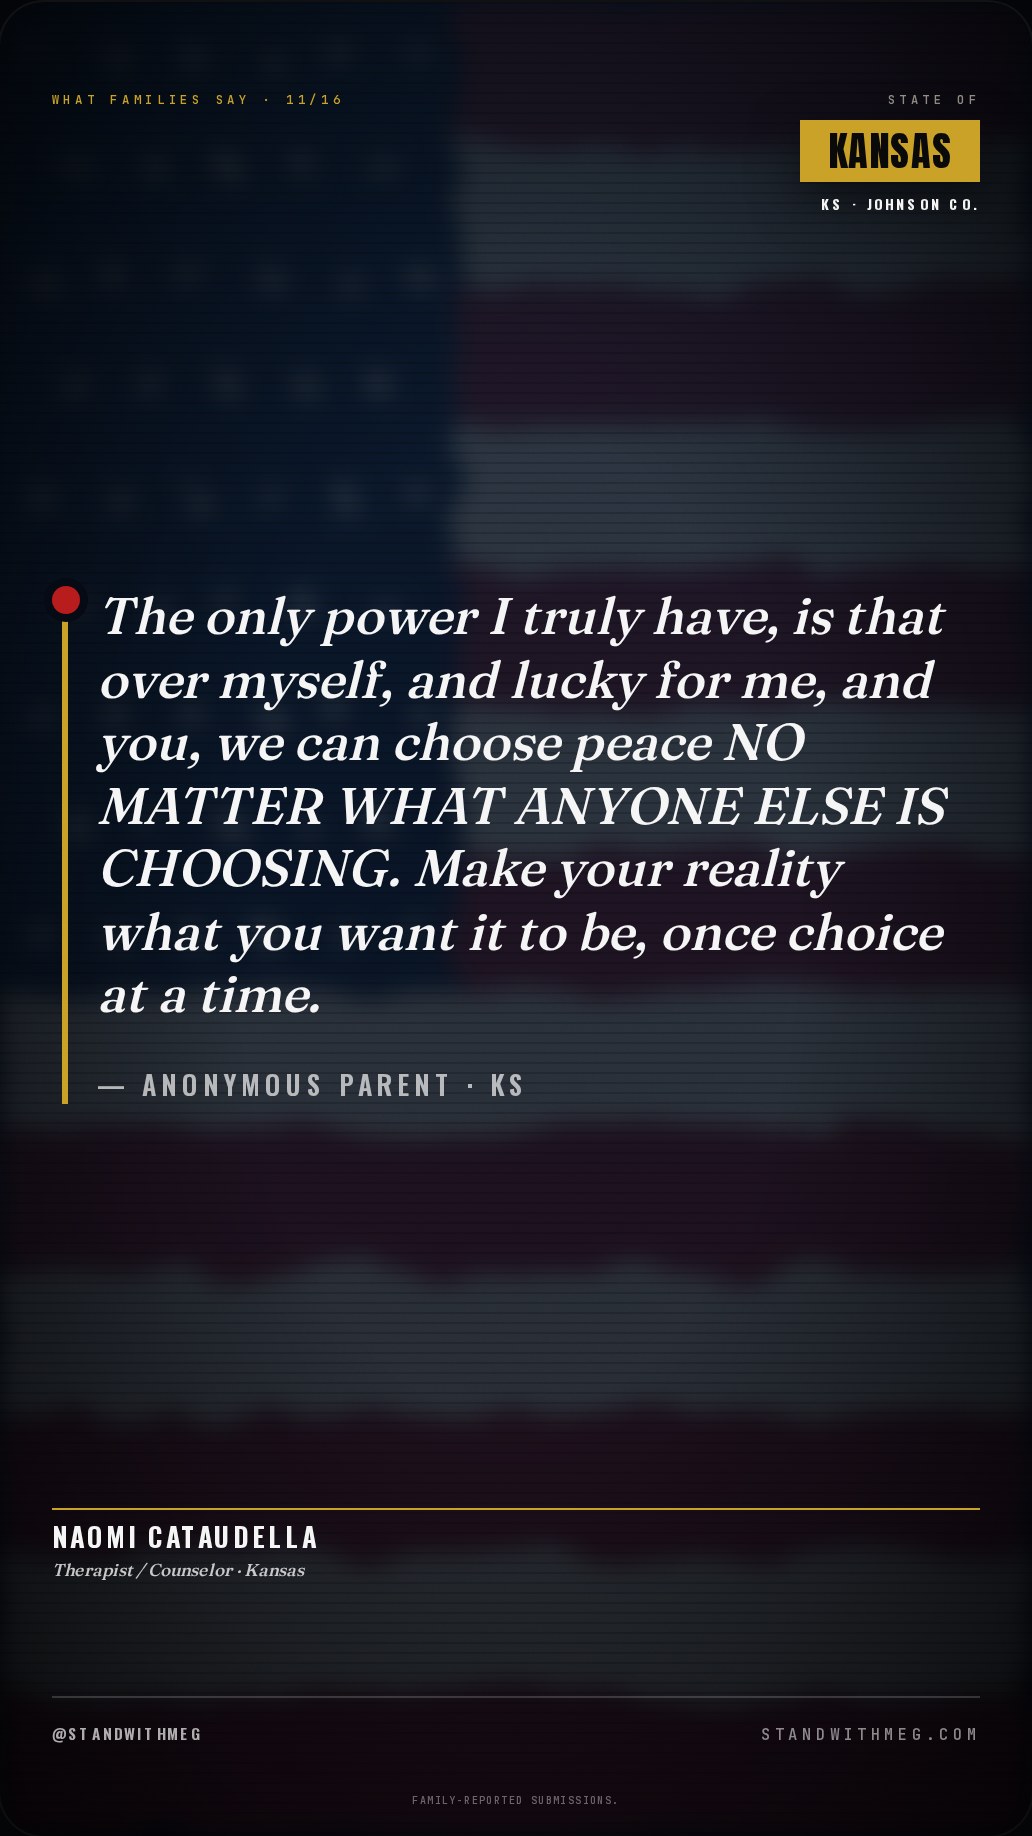 WHAT FAMILIES SAY · 11/16
STATE OF
KANSAS
KS · JOHNSON CO.
The only power I truly have, is that
over myself, and lucky for me, and
you, we can choose peace NO
MATTER WHAT ANYONE ELSE IS
CHOOSING. Make your reality
what you want it to be, once choice
at a time.
— ANONYMOUS PARENT · KS
NAOMI CATAUDELLA
Therapist / Counselor · Kansas
@STANDWITHMEG
STANDWITHMEG.COM
FAMILY-REPORTED SUBMISSIONS.